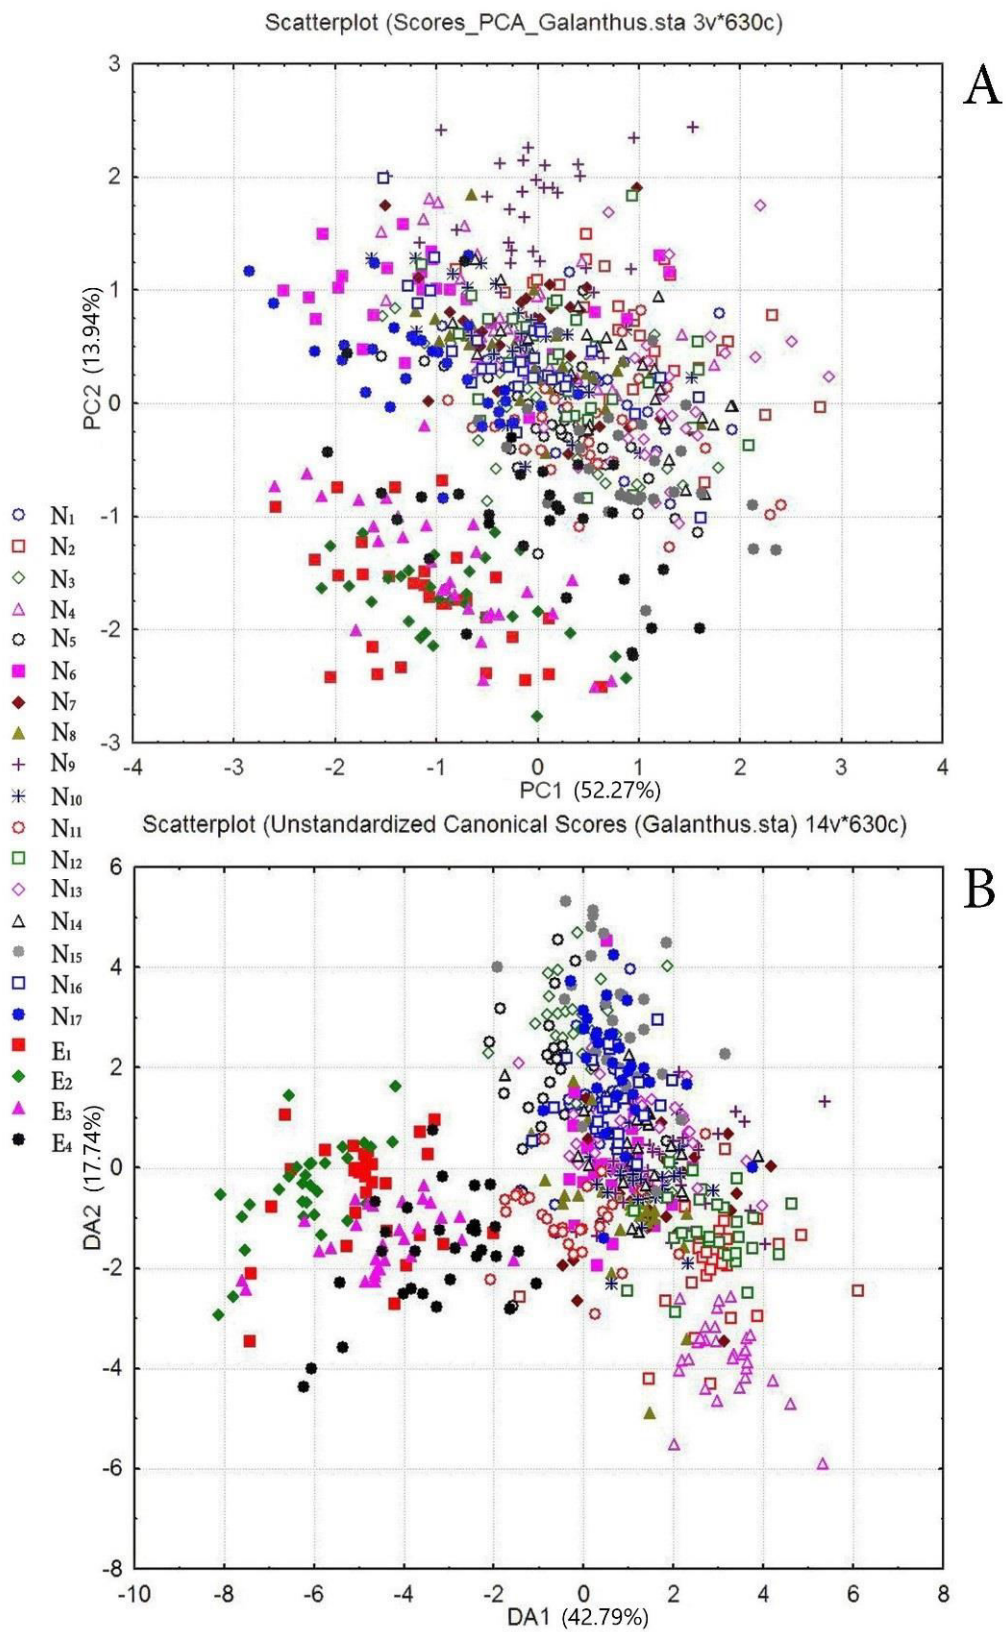 Scatterplot (Scores_PCA_Galanthus.sta 3v*630c)
A
3
2
1
0
-1
-2
-3
PC2 (13.94%)
-4 -3 -2 -1 0 1 2 3 4
PC1 (52.27%)
N1
N2
N3
N4
N5
N6
N7
N8
N9
N10
N11
N12
N13
N14
N15
N16
N17
E1
E2
E3
E4
Scatterplot (Unstandardized Canonical Scores (Galanthus.sta) 14v*630c)
B
6
4
2
0
-2
-4
-6
-8
DA2 (17.74%)
-10 -8 -6 -4 -2 0 2 4 6 8
DA1 (42.79%)